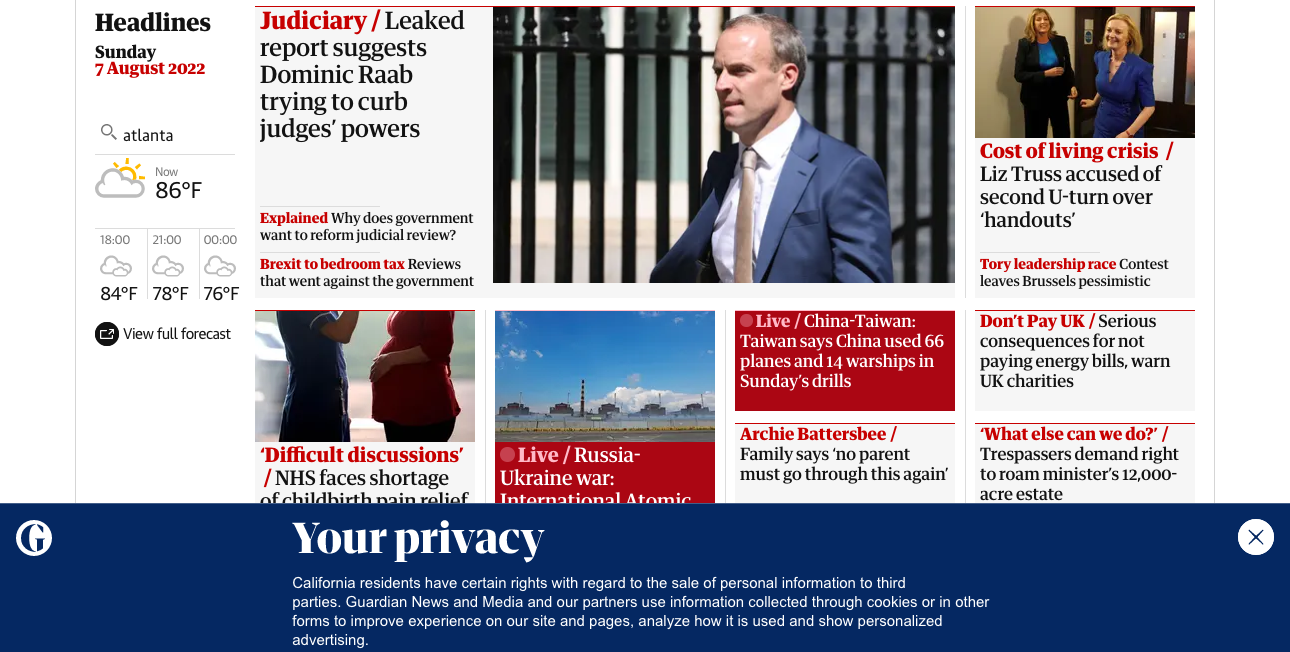 Headlines
Sunday
7 August 2022
atlanta
Now
86°F
18:00
84°F
21:00
78°F
00:00
76°F
View full forecast
Judiciary / Leaked
report suggests
Dominic Raab
trying to curb
judges’ powers
Explained Why does government
want to reform judicial review?
Brexit to bedroom tax Reviews
that went against the government
Cost of living crisis /
Liz Truss accused of
second U-turn over
‘handouts’
Tory leadership race Contest
leaves Brussels pessimistic
‘Difficult discussions’
/ NHS faces shortage
of childbirth pain relief
Live / Russia-
Ukraine war:
International Atomic
Live / China-Taiwan:
Taiwan says China used 66
planes and 14 warships in
Sunday’s drills
Archie Battersbee /
Family says ‘no parent
must go through this again’
Don’t Pay UK / Serious
consequences for not
paying energy bills, warn
UK charities
‘What else can we do?’ /
Trespassers demand right
to roam minister’s 12,000-
acre estate
G
Your privacy
California residents have certain rights with regard to the sale of personal information to third
parties. Guardian News and Media and our partners use information collected through cookies or in other
forms to improve experience on our site and pages, analyze how it is used and show personalized
advertising.